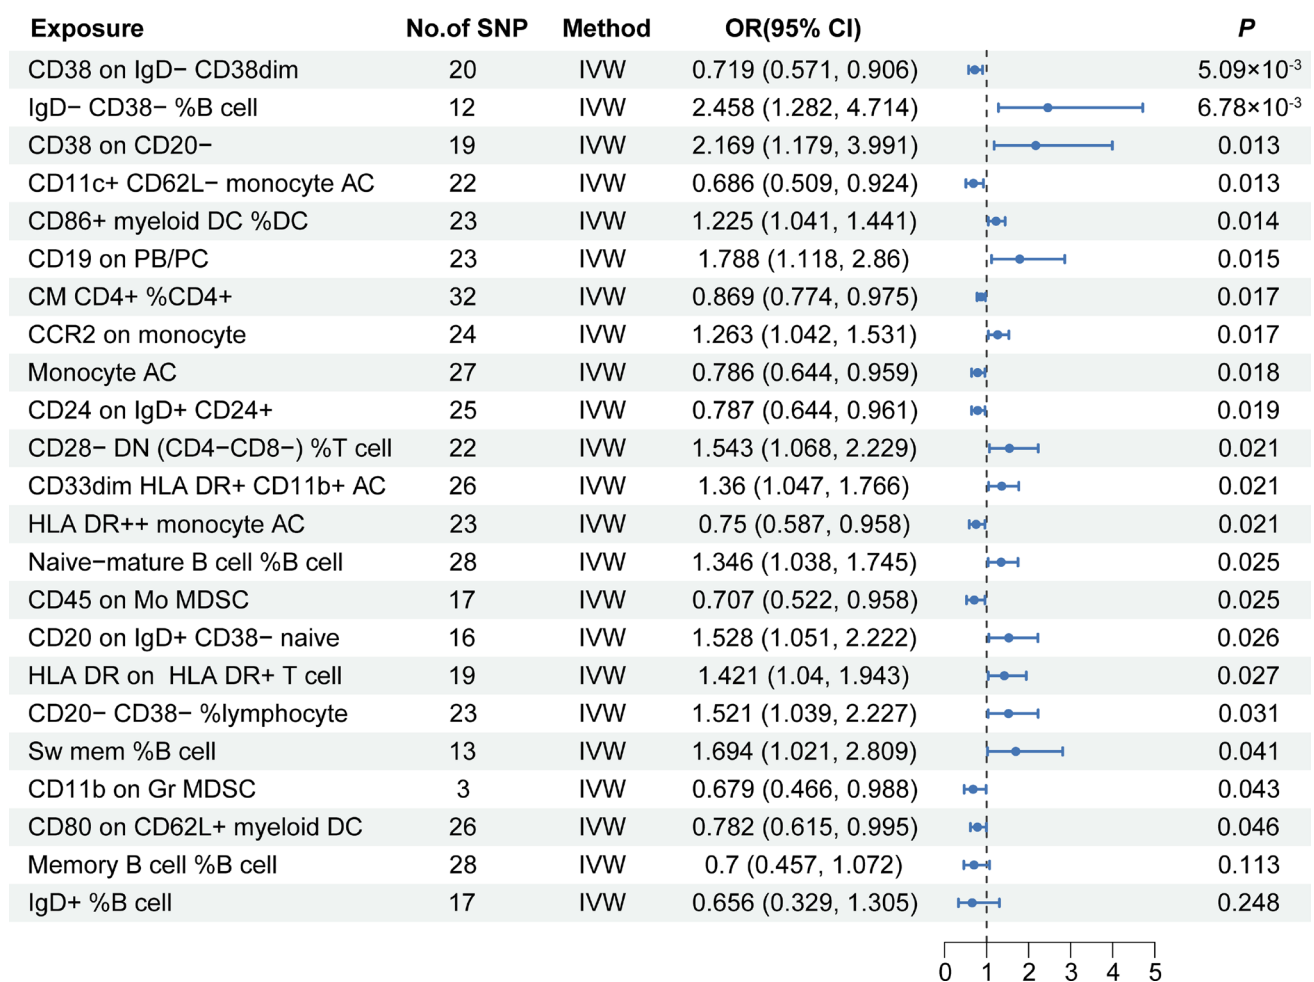 Exposure No.of SNP Method OR(95% CI) P
CD38 on IgD− CD38dim 20 IVW 0.719 (0.571, 0.906) 5.09×10⁻³
IgD− CD38− %B cell 12 IVW 2.458 (1.282, 4.714) 6.78×10⁻³
CD38 on CD20− 19 IVW 2.169 (1.179, 3.991) 0.013
CD11c+ CD62L− monocyte AC 22 IVW 0.686 (0.509, 0.924) 0.013
CD86+ myeloid DC %DC 23 IVW 1.225 (1.041, 1.441) 0.014
CD19 on PB/PC 23 IVW 1.788 (1.118, 2.86) 0.015
CM CD4+ %CD4+ 32 IVW 0.869 (0.774, 0.975) 0.017
CCR2 on monocyte 24 IVW 1.263 (1.042, 1.531) 0.017
Monocyte AC 27 IVW 0.786 (0.644, 0.959) 0.018
CD24 on IgD+ CD24+ 25 IVW 0.787 (0.644, 0.961) 0.019
CD28− DN (CD4−CD8−) %T cell 22 IVW 1.543 (1.068, 2.229) 0.021
CD33dim HLA DR+ CD11b+ AC 26 IVW 1.36 (1.047, 1.766) 0.021
HLA DR++ monocyte AC 23 IVW 0.75 (0.587, 0.958) 0.021
Naive−mature B cell %B cell 28 IVW 1.346 (1.038, 1.745) 0.025
CD45 on Mo MDSC 17 IVW 0.707 (0.522, 0.958) 0.025
CD20 on IgD+ CD38− naive 16 IVW 1.528 (1.051, 2.222) 0.026
HLA DR on HLA DR+ T cell 19 IVW 1.421 (1.04, 1.943) 0.027
CD20− CD38− %lymphocyte 23 IVW 1.521 (1.039, 2.227) 0.031
Sw mem %B cell 13 IVW 1.694 (1.021, 2.809) 0.041
CD11b on Gr MDSC 3 IVW 0.679 (0.466, 0.988) 0.043
CD80 on CD62L+ myeloid DC 26 IVW 0.782 (0.615, 0.995) 0.046
Memory B cell %B cell 28 IVW 0.7 (0.457, 1.072) 0.113
IgD+ %B cell 17 IVW 0.656 (0.329, 1.305) 0.248
0 1 2 3 4 5